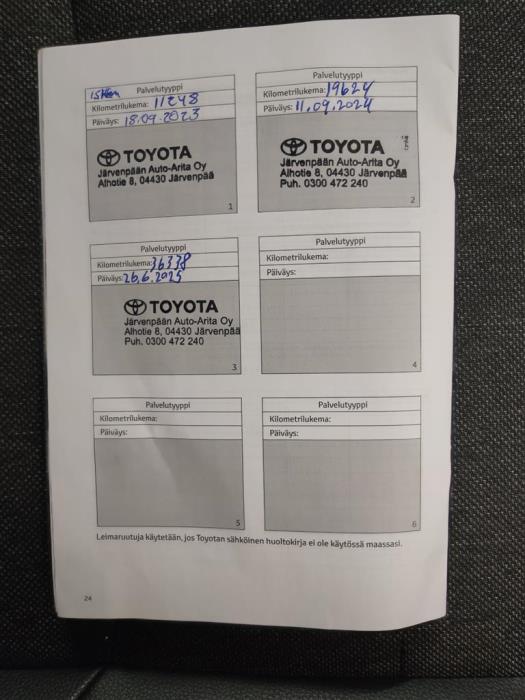 15tkm Palvelutyyppi
Kilometrilukema: 11248
Päiväys: 18.09.2023
TOYOTA
Järvenpään Auto-Arita Oy
Alhotie 8, 04430 Järvenpää
1
Palvelutyyppi
Kilometrilukema: 19624
Päiväys: 11.09.2024
TOYOTA
Järvenpään Auto-Arita Oy
Alhotie 8, 04430 Järvenpää
Puh. 0300 472 240
2
Palvelutyyppi
Kilometrilukema: 36338
Päiväys: 26.6.2025
TOYOTA
Järvenpään Auto-Arita Oy
Alhotie 8, 04430 Järvenpää
Puh. 0300 472 240
3
Palvelutyyppi
Kilometrilukema:
Päiväys:
4
Palvelutyyppi
Kilometrilukema:
Päiväys:
5
Palvelutyyppi
Kilometrilukema:
Päiväys:
6
Leimaruutuja käytetään, jos Toyotan sähköinen huoltokirja ei ole käytössä maassasi.
24